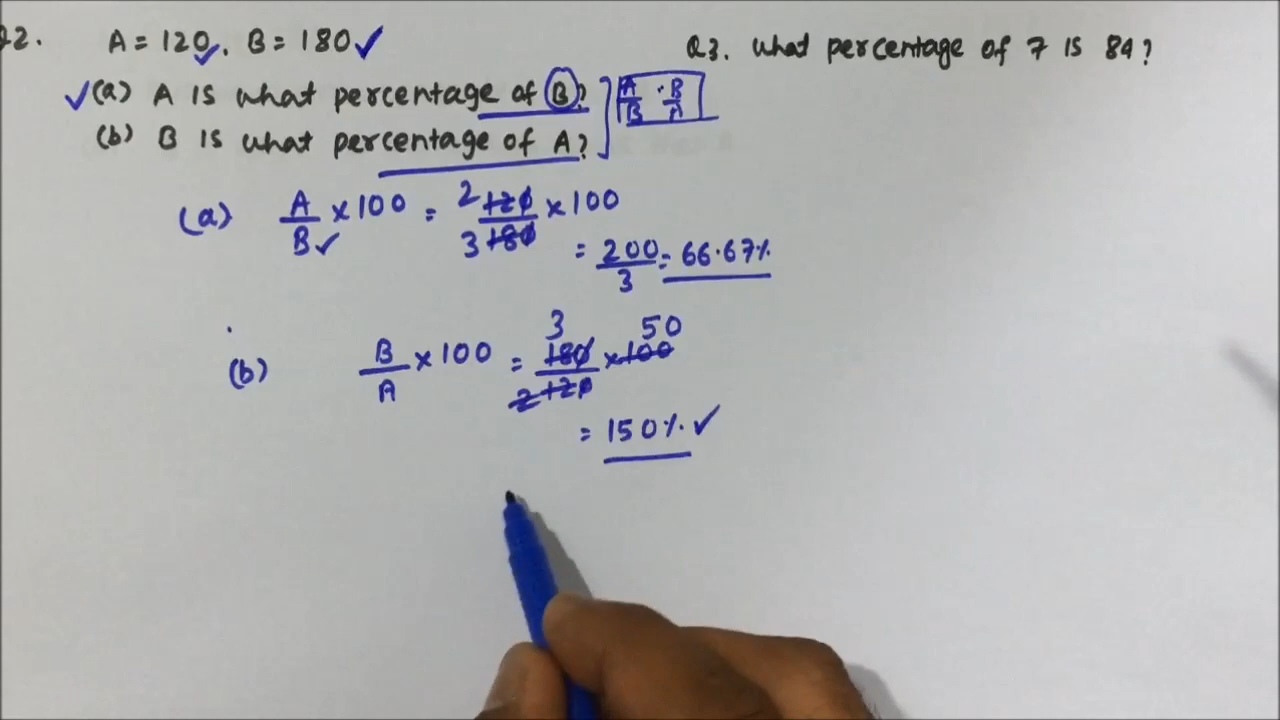 Q2. A = 120, B = 180 ✓
✓(a) A is what percentage of B? A/B · B/A
(b) B is what percentage of A?
(a) A/B × 100 = 2 120/3 180 × 100
= 200/3 = 66.67%
(b) B/A × 100 = 3 180/2 120 × 100 50
= 150% ✓
Q3. What percentage of 7 is 84?